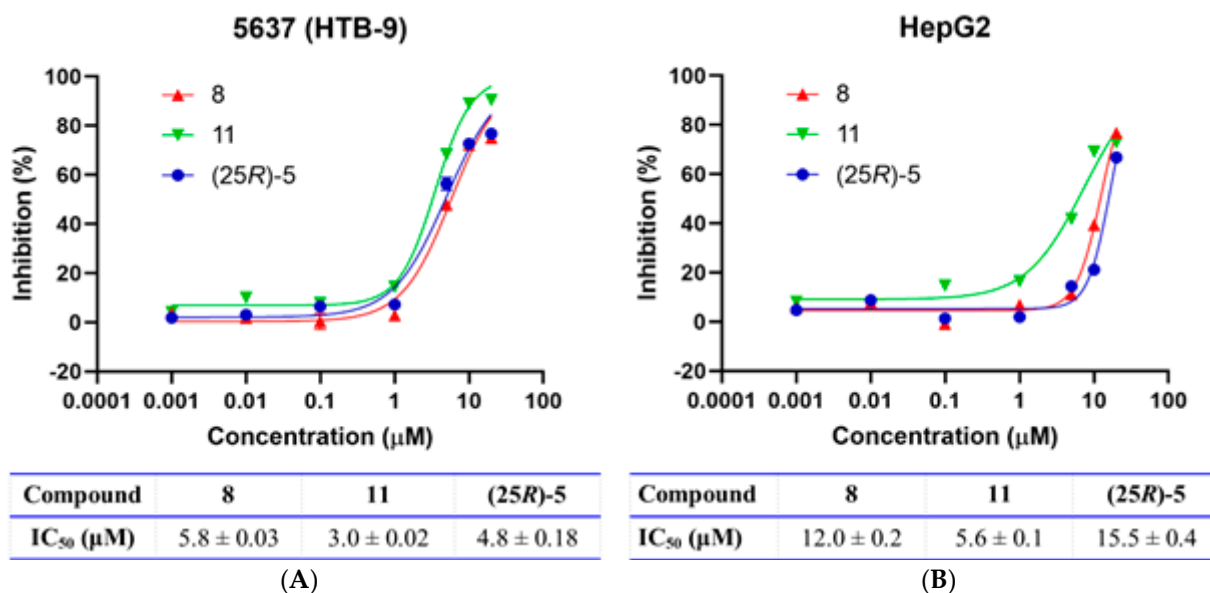 5637 (HTB-9)
100
80
60
40
20
0
-20
Inhibition (%)
8
11
(25R)-5
0.0001 0.001 0.01 0.1 1 10 100
Concentration (μM)
Compound 8 11 (25R)-5
IC₅₀ (μM) 5.8 ± 0.03 3.0 ± 0.02 4.8 ± 0.18
(A)
HepG2
100
80
60
40
20
0
-20
Inhibition (%)
8
11
(25R)-5
0.0001 0.001 0.01 0.1 1 10 100
Concentration (μM)
Compound 8 11 (25R)-5
IC₅₀ (μM) 12.0 ± 0.2 5.6 ± 0.1 15.5 ± 0.4
(B)